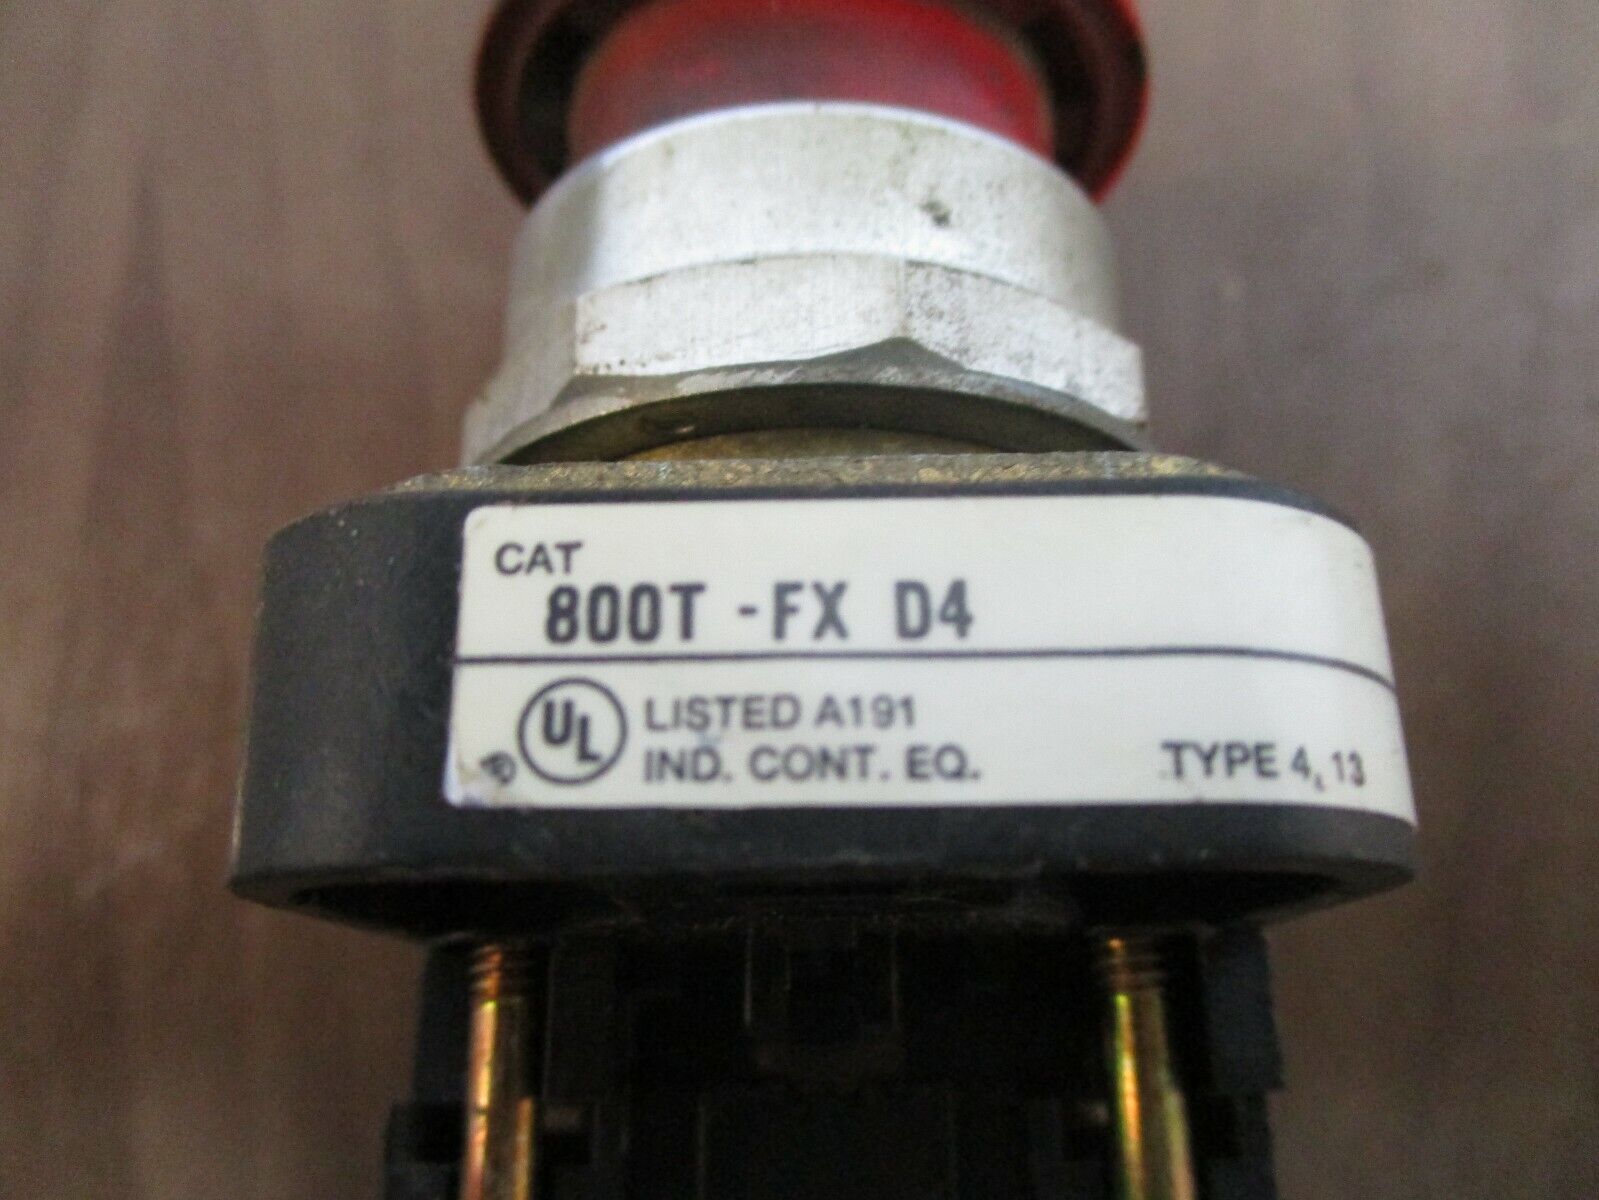 CAT
800T -FX D4
UL LISTED A191
IND. CONT. EQ.
TYPE 4, 13